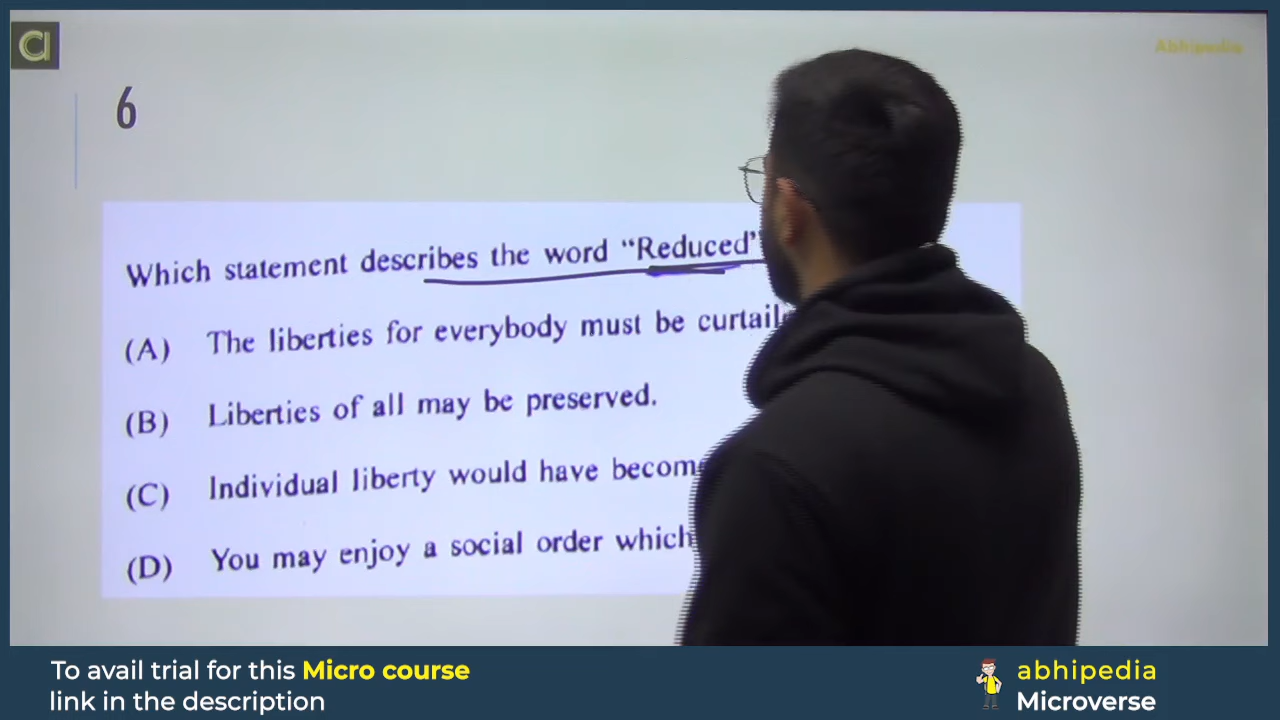 Abhipedia
6
Which statement describes the word “Reduced”
(A) The liberties for everybody must be
(B) Liberties of all may be preserved.
(C) Individual liberty would have
(D) You may enjoy a social order which
To avail trial for this Micro course
link in the description
abhipedia
Microverse